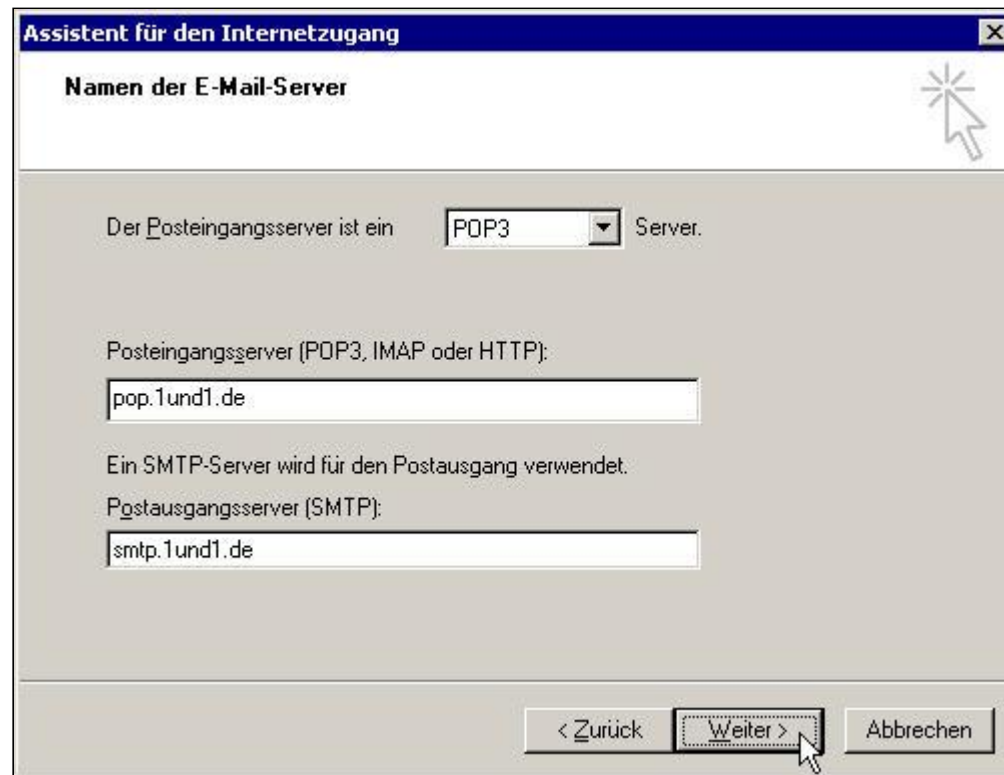 Assistent für den Internetzugang
Namen der E-Mail-Server
Der Posteingangsserver ist ein POP3 Server.
Posteingangsserver (POP3, IMAP oder HTTP):
pop.1und1.de
Ein SMTP-Server wird für den Postausgang verwendet.
Postausgangsserver (SMTP):
smtp.1und1.de
< Zurück Weiter > Abbrechen